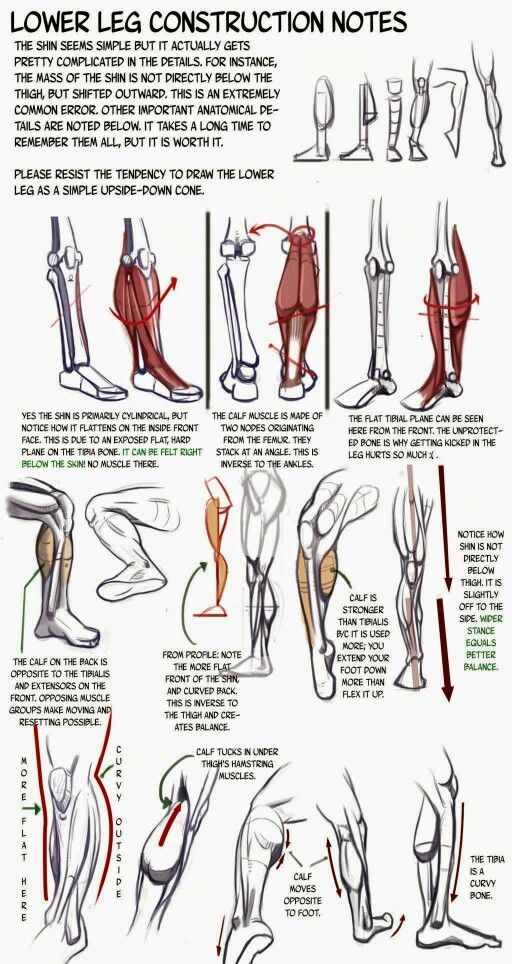 LOWER LEG CONSTRUCTION NOTES
THE SHIN SEEMS SIMPLE BUT IT ACTUALLY GETS
PRETTY COMPLICATED IN THE DETAILS. FOR INSTANCE,
THE MASS OF THE SHIN IS NOT DIRECTLY BELOW THE
THIGH, BUT SHIFTED OUTWARD. THIS IS AN EXTREMELY
COMMON ERROR. OTHER IMPORTANT ANATOMICAL DE-
TAILS ARE NOTED BELOW. IT TAKES A LONG TIME TO
REMEMBER THEM ALL, BUT IT IS WORTH IT.
PLEASE RESIST THE TENDENCY TO DRAW THE LOWER
LEG AS A SIMPLE UPSIDE-DOWN CONE.
YES THE SHIN IS PRIMARILY CYLINDRICAL, BUT
NOTICE HOW IT FLATTENS ON THE INSIDE FRONT
FACE. THIS IS DUE TO AN EXPOSED FLAT, HARD
PLANE ON THE TIBIA BONE. IT CAN BE FELT RIGHT
BELOW THE SKIN! NO MUSCLE THERE.
THE CALF MUSCLE IS MADE OF
TWO NODES ORIGINATING
FROM THE FEMUR. THEY
STACK AT AN ANGLE. THIS IS
INVERSE TO THE ANKLES.
THE FLAT TIBIAL PLANE CAN BE SEEN
HERE FROM THE FRONT. THE UNPROTECT-
ED BONE IS WHY GETTING KICKED IN THE
LEG HURTS SO MUCH :( .
THE CALF ON THE BACK IS
OPPOSITE TO THE TIBIALIS
AND EXTENSORS ON THE
FRONT. OPPOSING MUSCLE
GROUPS MAKE MOVING AND
RESETTING POSSIBLE.
FROM PROFILE: NOTE
THE MORE FLAT
FRONT OF THE SHIN,
AND CURVED BACK.
THIS IS INVERSE TO
THE THIGH AND CRE-
ATES BALANCE.
CALF IS
STRONGER
THAN TIBIALIS
B/C IT IS USED
MORE; YOU
EXTEND YOUR
FOOT DOWN
MORE THAN
FLEX IT UP.
NOTICE HOW
SHIN IS NOT
DIRECTLY
BELOW
THIGH. IT IS
SLIGHTLY
OFF TO THE
SIDE. WIDER
STANCE
EQUALS
BETTER
BALANCE.
MORE FLAT HERE
CURVY OUTSIDE
CALF TUCKS IN UNDER
THIGH'S HAMSTRING
MUSCLES.
CALF
MOVES
OPPOSITE
TO FOOT.
THE TIBIA
IS A
CURVY
BONE.